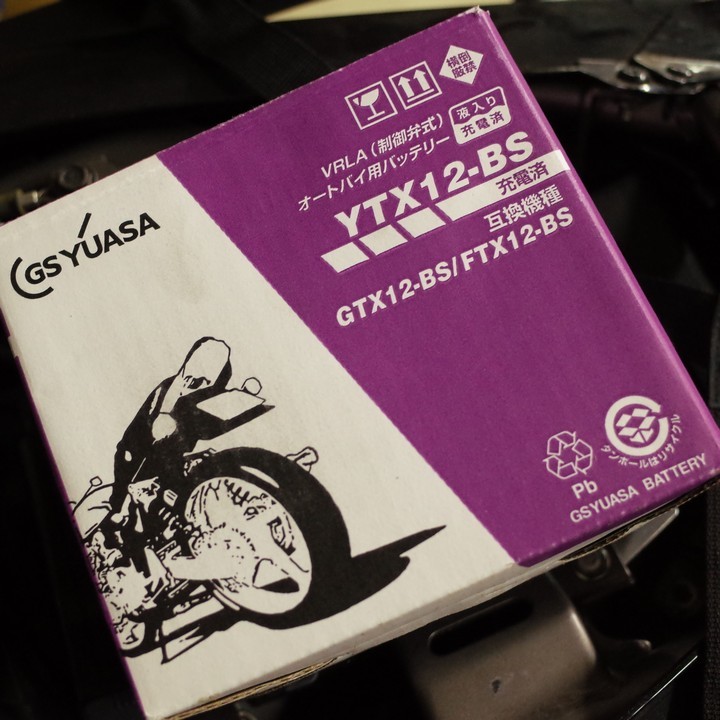 横倒
厳禁
液入り
充電済
VRLA(制御弁式)
オートバイ用バッテリー
YTX12-BS
充電済
互換機種
GTX12-BS/FTX12-BS
GSYUASA
Pb
ダンボールはリサイクル
GSYUASA BATTERY